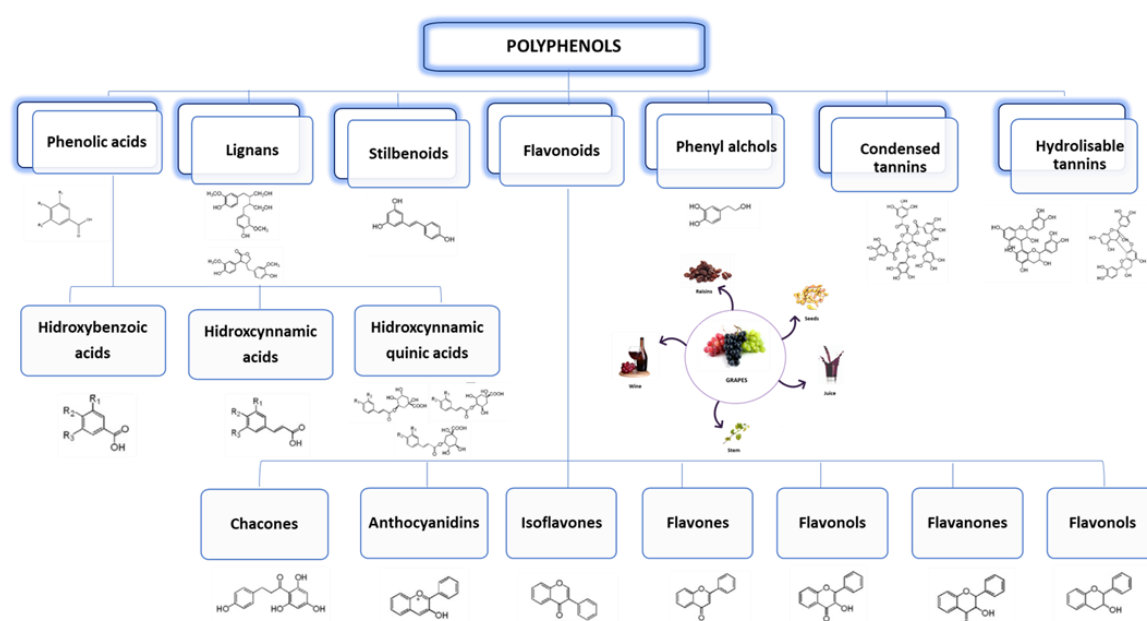 POLYPHENOLS
Phenolic acids
Lignans
Stilbenoids
Flavonoids
Phenyl alchols
Condensed
tannins
Hydrolisable
tannins
Hidroxybenzoic
acids
Hidroxcynnamic
acids
Hidroxcynnamic
quinic acids
Raisins
Seeds
Wine
GRAPES
Juice
Stem
Chacones
Anthocyanidins
Isoflavones
Flavones
Flavonols
Flavanones
Flavonols